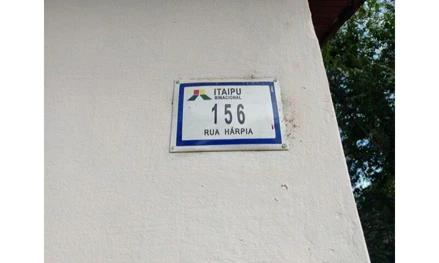 ITAIPU
BINACIONAL
156
RUA HÁRPIA